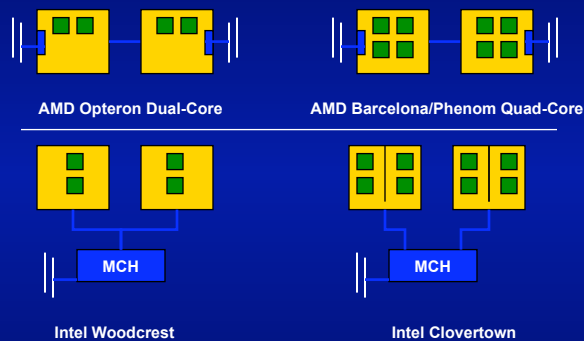 AMD Opteron Dual-Core
AMD Barcelona/Phenom Quad-Core
MCH
MCH
Intel Woodcrest
Intel Clovertown